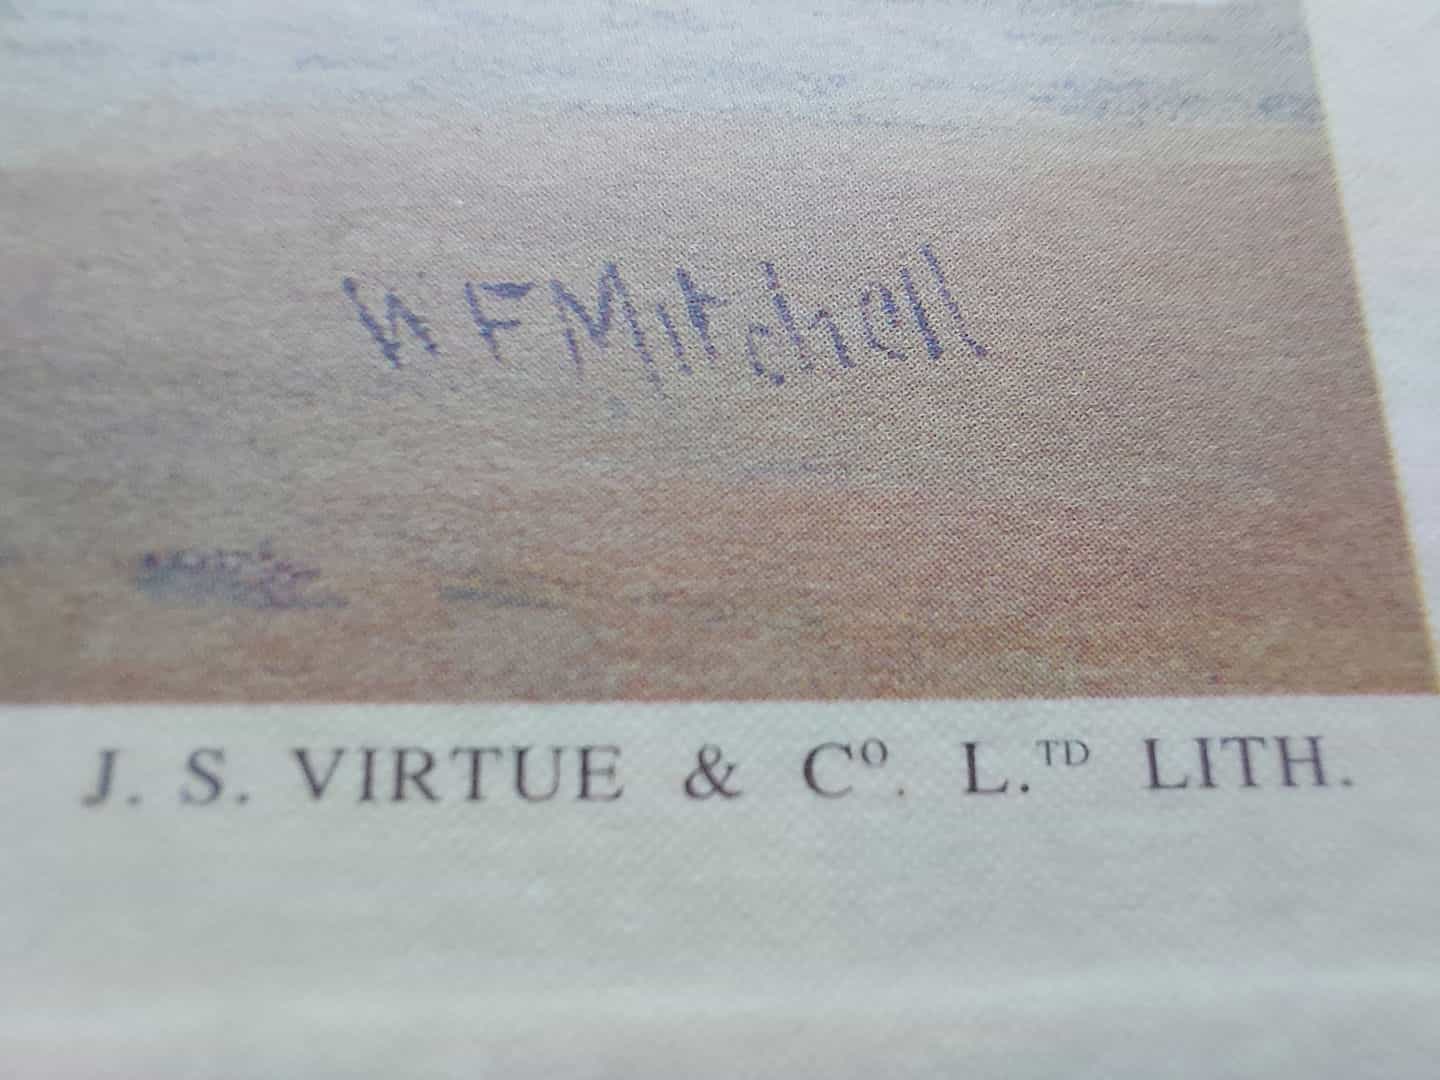 W F Mitchell
J. S. VIRTUE & Cº. L.ᵀᴰ LITH.